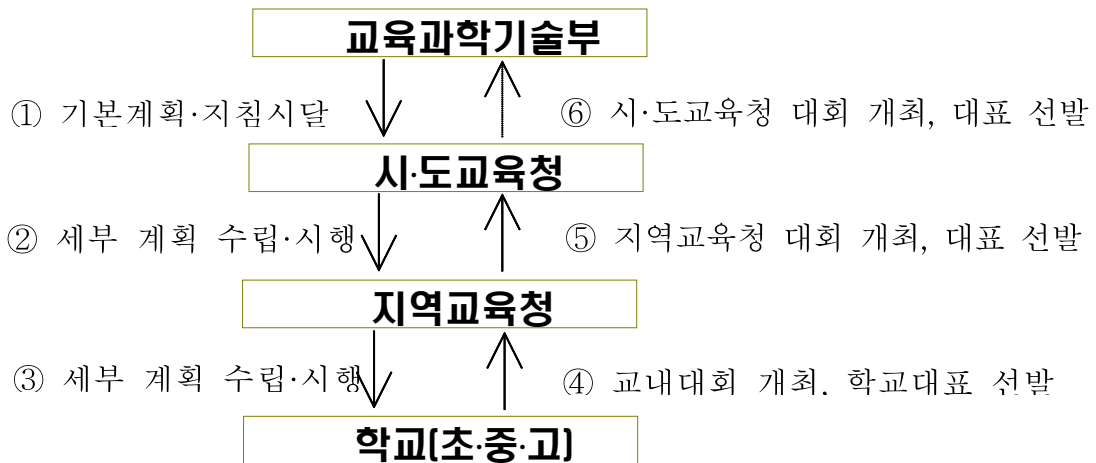 교육과학기술부
① 기본계획·지침시달
⑥ 시·도교육청 대회 개최, 대표 선발
시·도교육청
② 세부 계획 수립·시행
⑤ 지역교육청 대회 개최, 대표 선발
지역교육청
③ 세부 계획 수립·시행
④ 교내대회 개최, 학교대표 선발
학교(초·중·고)